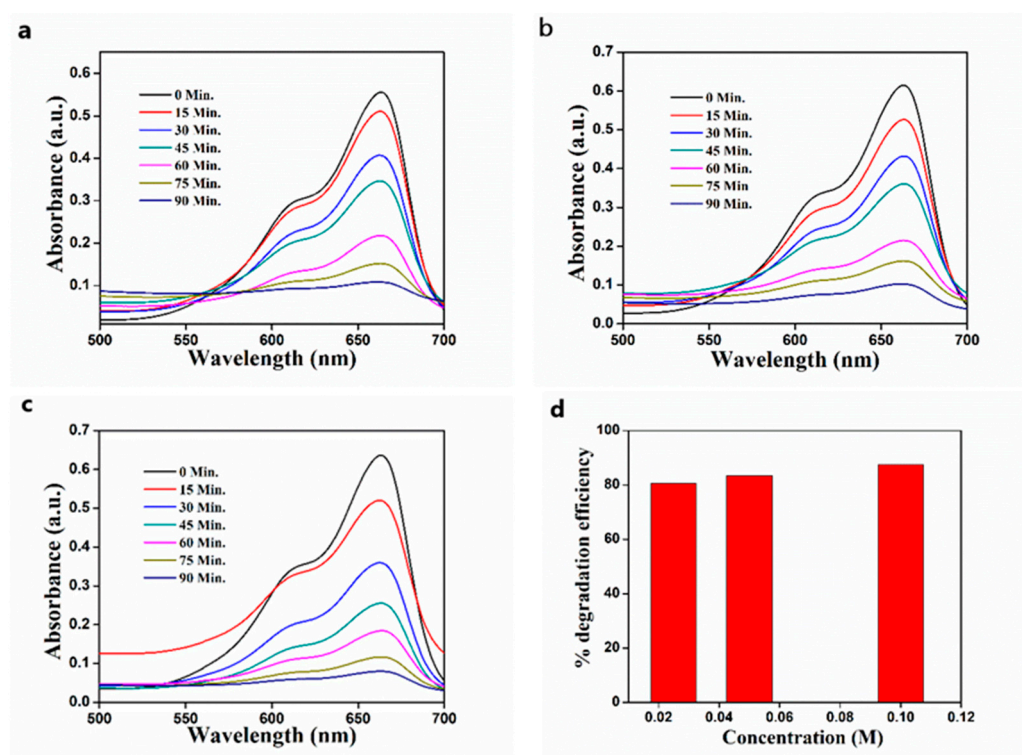 a
0.6
0.5
0.4
0.3
0.2
0.1
500 550 600 650 700
Absorbance (a.u.)
Wavelength (nm)
0 Min.
15 Min.
30 Min.
45 Min.
60 Min.
75 Min.
90 Min.
b
0.7
0.6
0.5
0.4
0.3
0.2
0.1
0.0
500 550 600 650 700
Absorbance (a.u.)
Wavelength (nm)
0 Min.
15 Min.
30 Min.
45 Min.
60 Min.
75 Min
90 Min.
c
0.7
0.6
0.5
0.4
0.3
0.2
0.1
0.0
500 550 600 650 700
Absorbance (a.u.)
Wavelength (nm)
0 Min.
15 Min.
30 Min.
45 Min.
60 Min.
75 Min.
90 Min.
d
100
80
60
40
20
0
0.02 0.04 0.06 0.08 0.10 0.12
% degradation efficiency
Concentration (M)